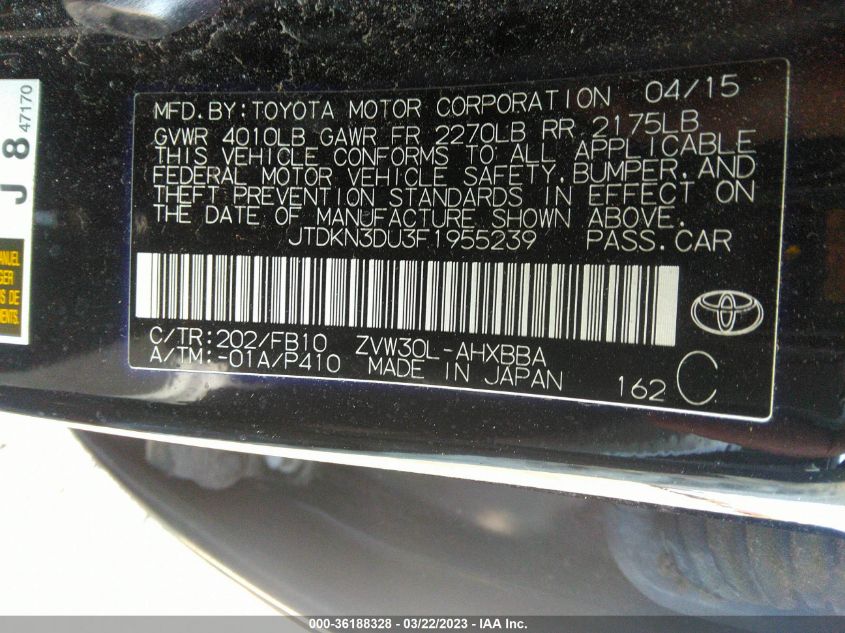 MFD.BY:TOYOTA MOTOR CORPORATION 04/15
GVWR 4010LB GAWR FR 2270LB RR 2175LB
THIS VEHICLE CONFORMS TO ALL APPLICABLE
FEDERAL MOTOR VEHICLE SAFETY,BUMPER,AND
THEFT PREVENTION STANDARDS IN EFFECT ON
THE DATE OF MANUFACTURE SHOWN ABOVE.
JTDKN3DU3F1955239 PASS.CAR
C/TR:202/FB10 ZVW30L-AHXBBA
A/TM:-01A/P410 MADE IN JAPAN
162 C
J 8 47170
DE
000-36188328 - 03/22/2023 - IAA Inc.